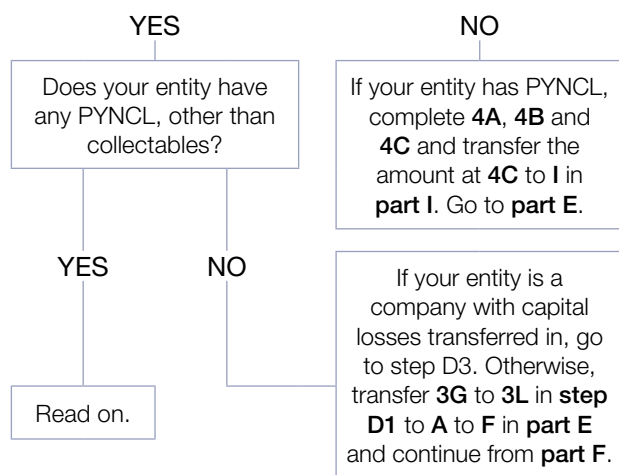 YES
NO
Does your entity have
any PYNCL, other than
collectables?
If your entity has PYNCL,
complete 4A, 4B and
4C and transfer the
amount at 4C to I in
part I. Go to part E.
YES
NO
If your entity is a
company with capital
losses transferred in, go
to step D3. Otherwise,
transfer 3G to 3L in step
D1 to A to F in part E
and continue from part F.
Read on.